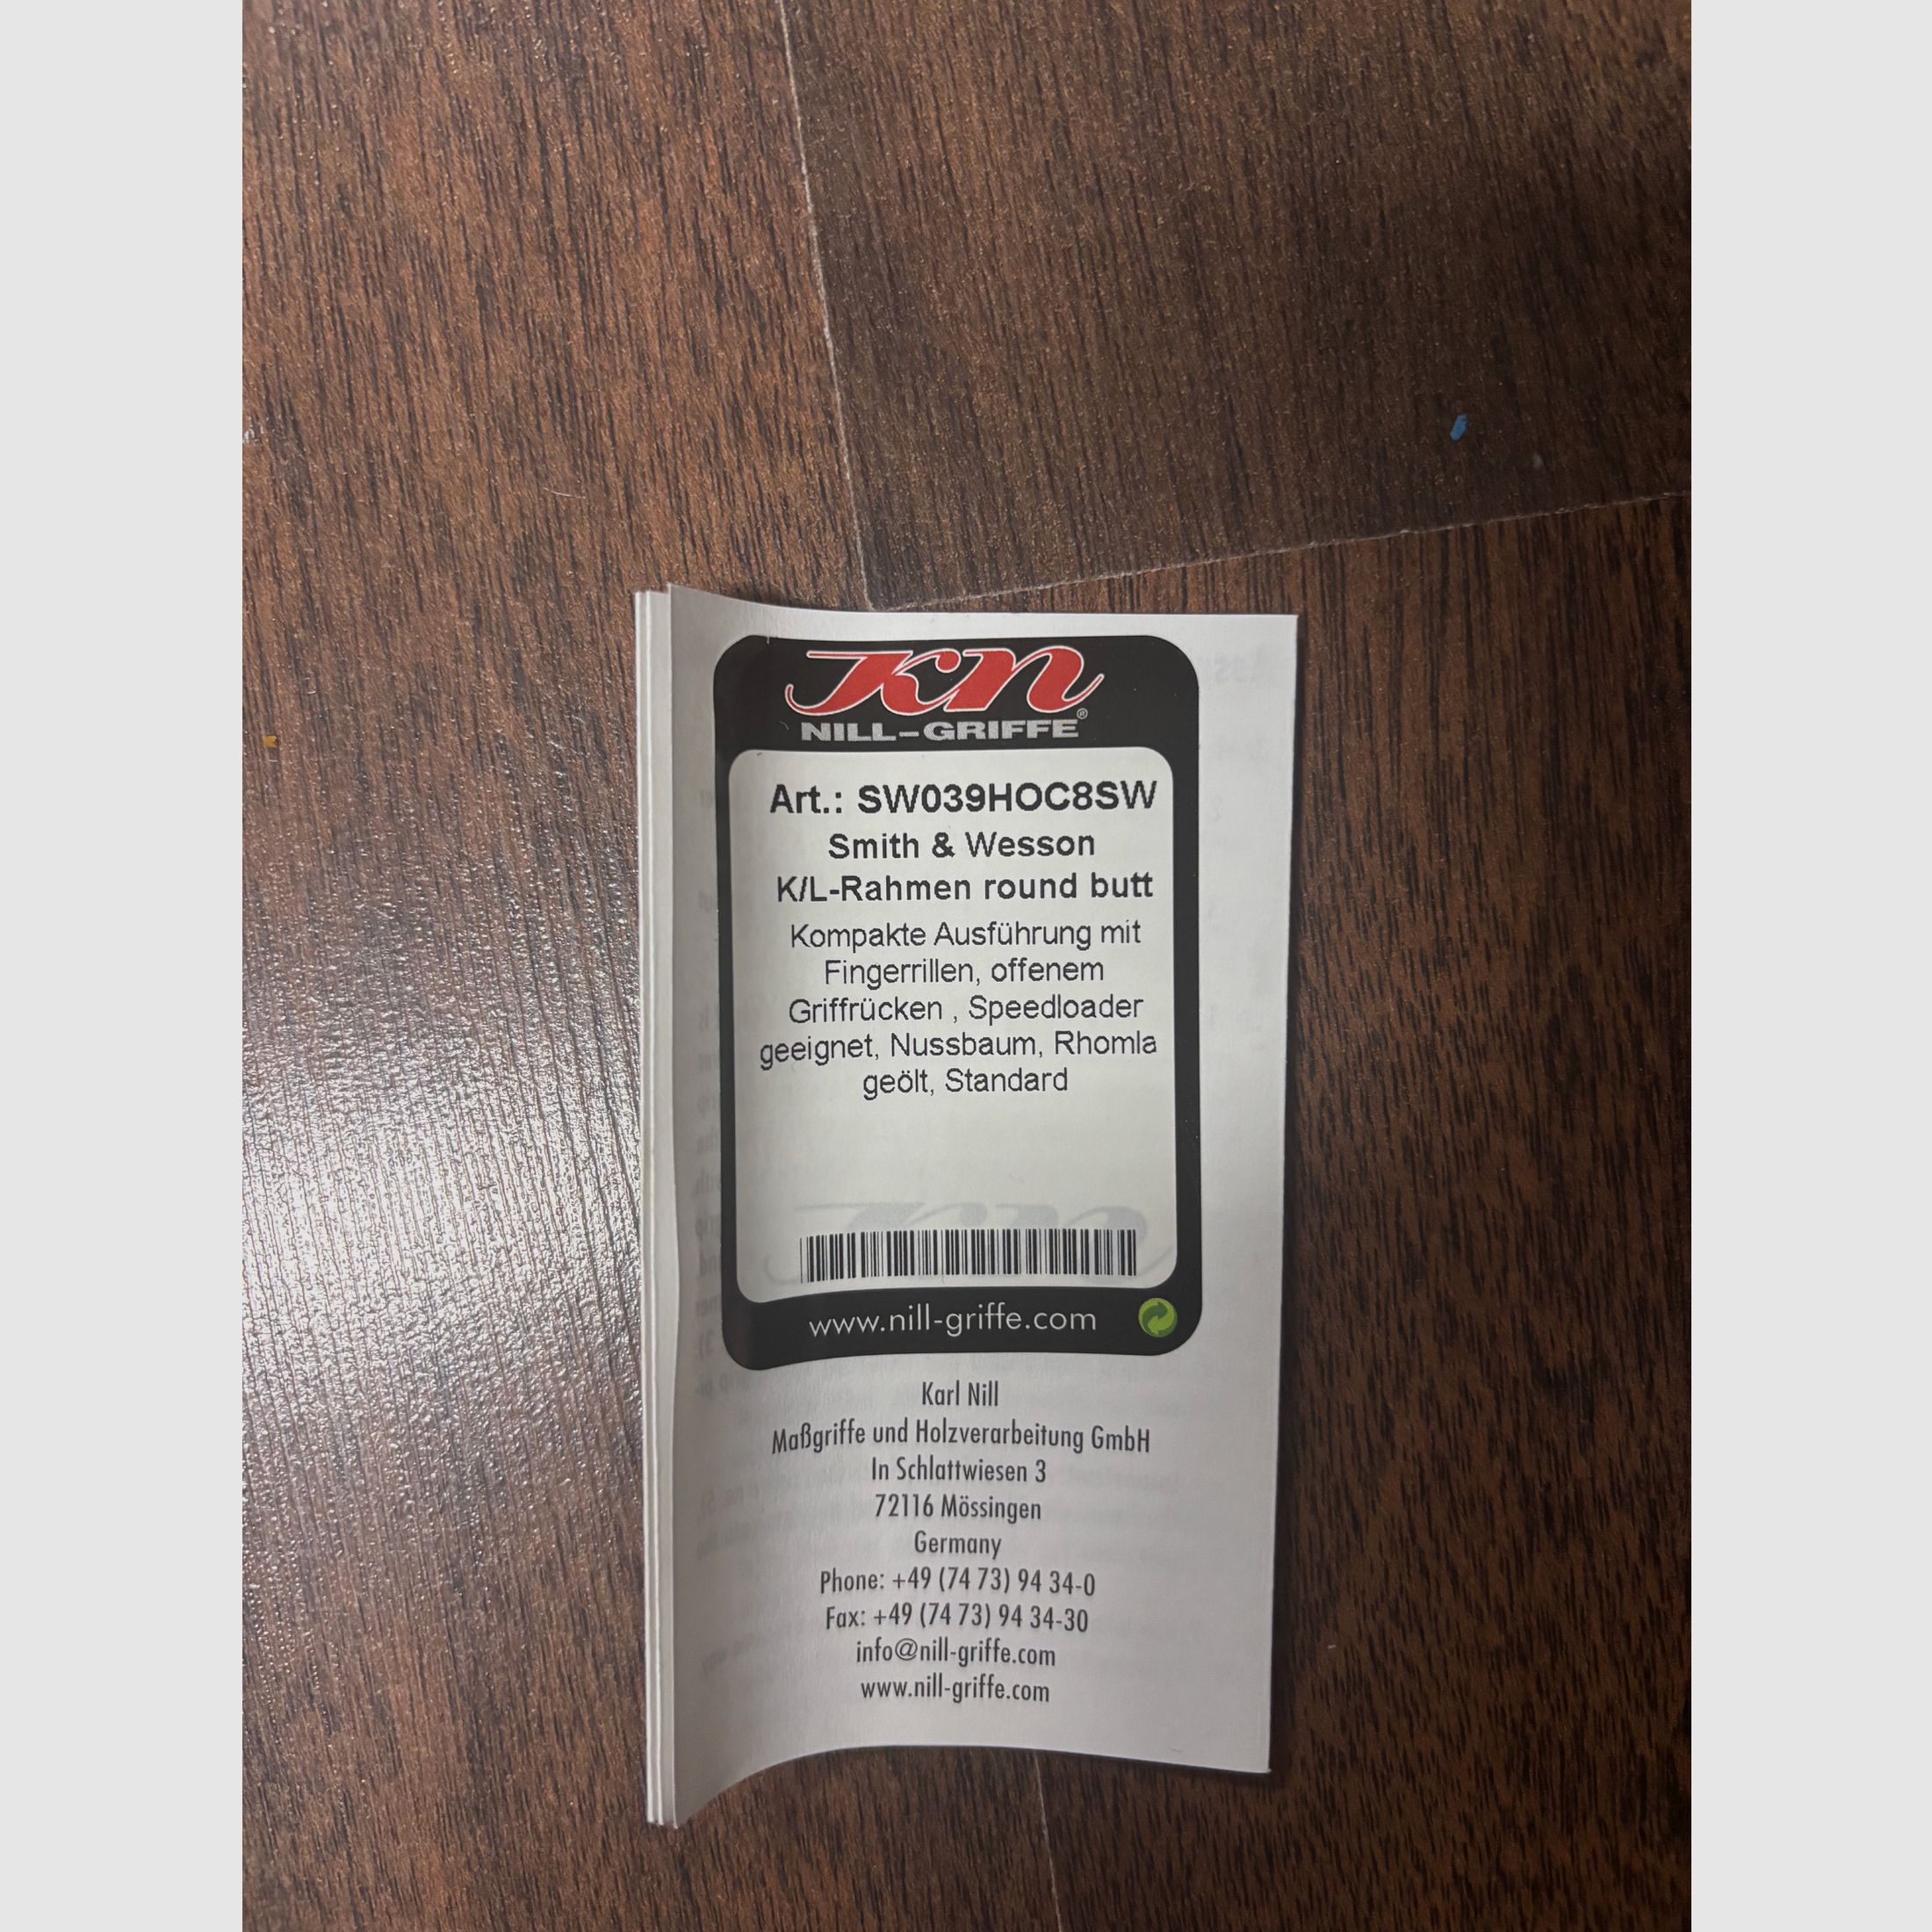 KN
NILL-GRIFFE®
Art.: SW039HOC8SW
Smith & Wesson
K/L-Rahmen round butt
Kompakte Ausführung mit
Fingerrillen, offenem
Griffrücken , Speedloader
geeignet, Nussbaum, Rhomla
geölt, Standard
www.nill-griffe.com
Karl Nill
Maßgriffe und Holzverarbeitung GmbH
In Schlattwiesen 3
72116 Mössingen
Germany
Phone: +49 (74 73) 94 34-0
Fax: +49 (74 73) 94 34-30
info@nill-griffe.com
www.nill-griffe.com